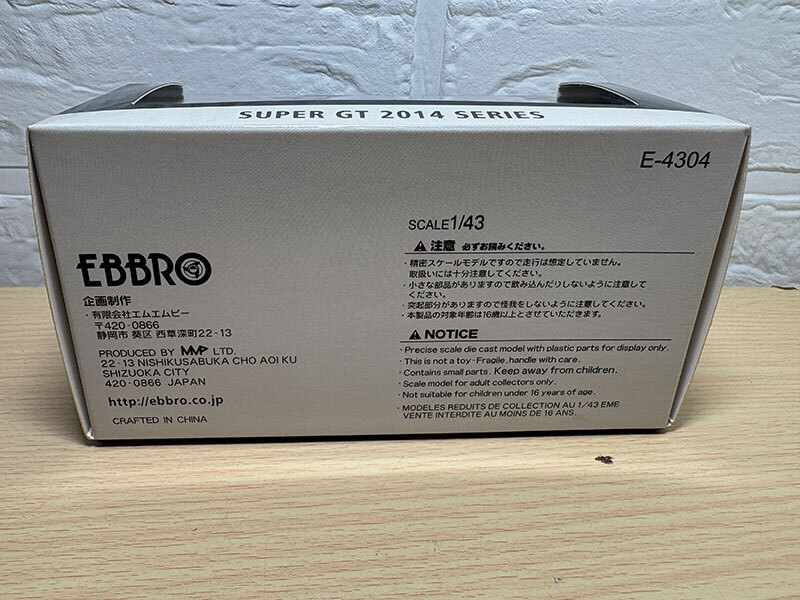 SUPER GT 2014 SERIES
E-4304
EBBRO
企画制作
・有限会社エムエムピー
〒420-0866
静岡市 葵区 西草深町22-13
PRODUCED BY MMP LTD.
22-13 NISHIKUSABUKA CHO AOI KU
SHIZUOKA CITY
420-0866 JAPAN
http://ebbro.co.jp
CRAFTED IN CHINA
SCALE1/43
注意 必ずお読みください。
・精密スケールモデルですので走行は想定していません。
取扱いには十分注意してください。
・小さな部品がありますので飲み込んだりしないように注意して
ください。
・突起部分がありますので怪我をしないように注意してください。
・本製品の対象年齢は16歳以上とさせていただきます。
NOTICE
・Precise scale die cast model with plastic parts for display only.
・This is not a toy・Fragile, handle with care.
・Contains small parts. Keep away from children.
・Scale model for adult collectors only.
・Not suitable for children under 16 years of age.
・MODELES REDUITS DE COLLECTION AU 1/43 EME
VENTE INTERDITE AU MOINS DE 16 ANS.